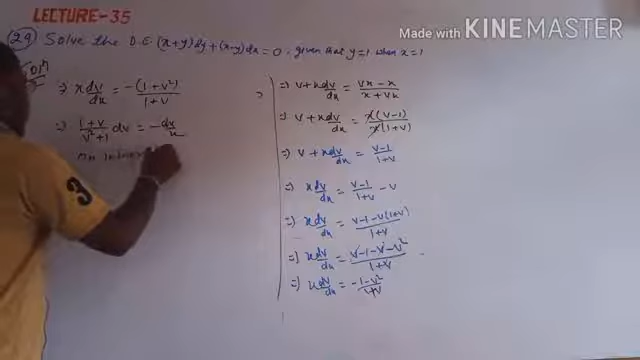 LECTURE-35
Made with KINEMASTER
(29) Solve the D.E. (x+y)dy+(x-y)dx=0, given that y=1 when x=1
Solⁿ
⇒ x dv/dx = -(1+v²)/(1+v)
⇒ (1+v)/(v²+1) dv = -dx/x
⇒ v+x dv/dx = (vx-x)/(x+vx)
⇒ v+x dv/dx = x(v-1)/x(1+v)
⇒ v+x dv/dx = (v-1)/(1+v)
⇒ x dv/dx = (v-1)/(1+v) - v
⇒ x dv/dx = (v-1-v(1+v))/(1+v)
⇒ x dv/dx = (v-1-v-v²)/(1+v)
⇒ x dv/dx = (-1-v²)/(1+v)
3